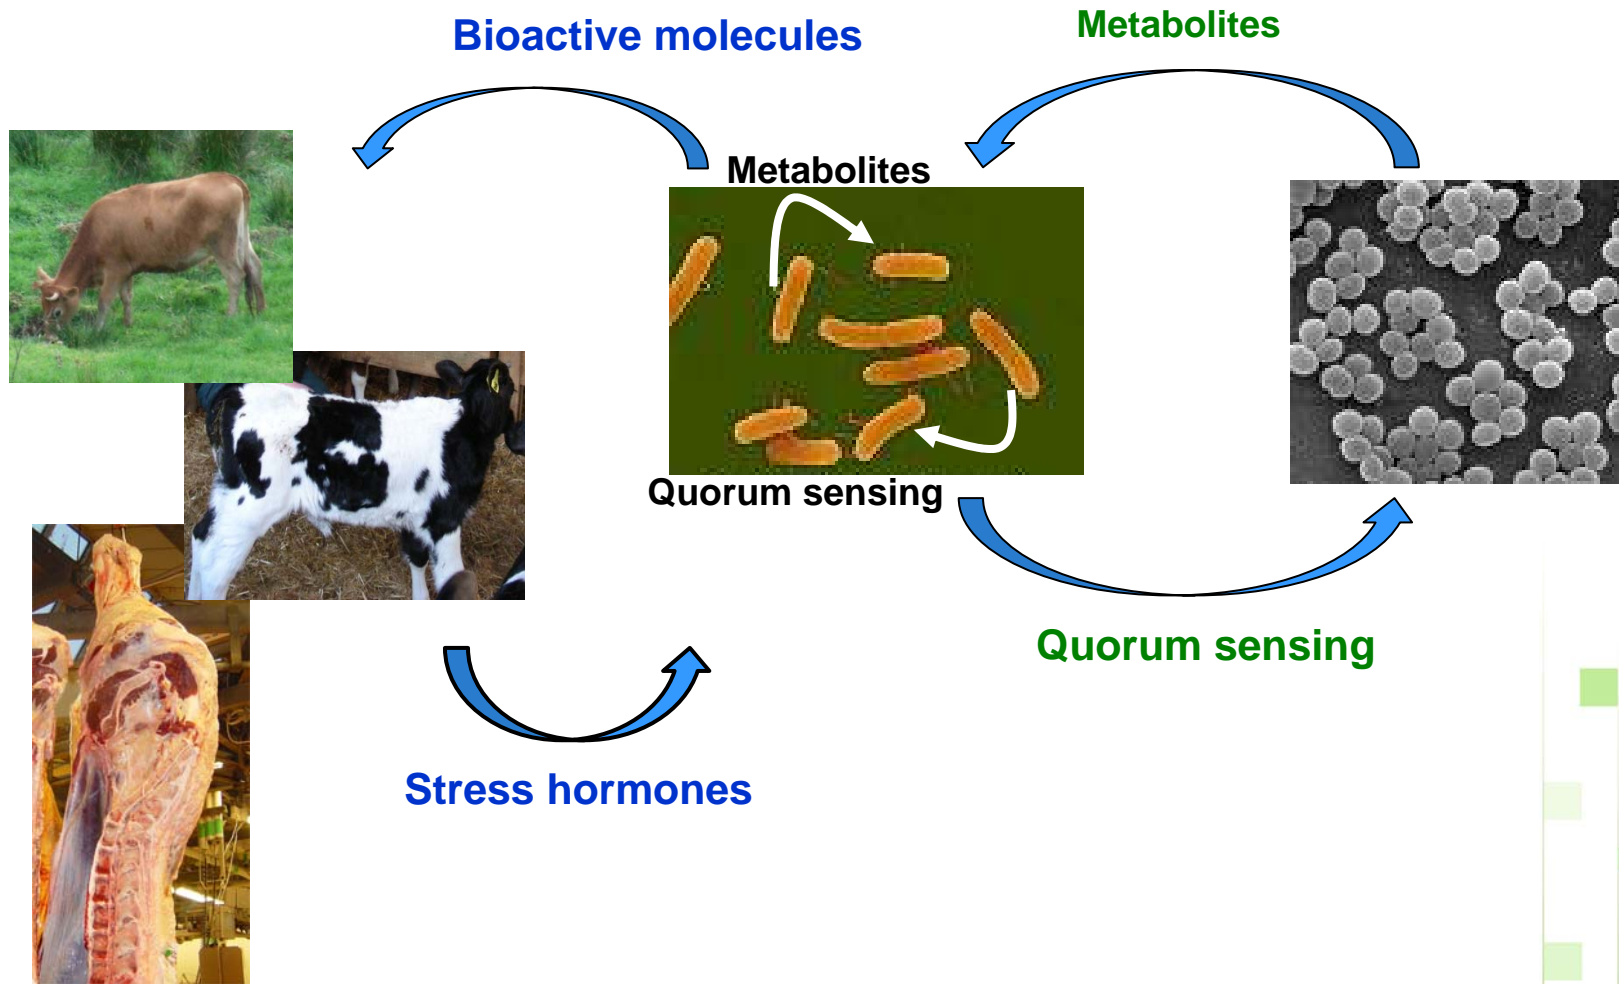 Bioactive molecules
Metabolites
Metabolites
Quorum sensing
Quorum sensing
Stress hormones